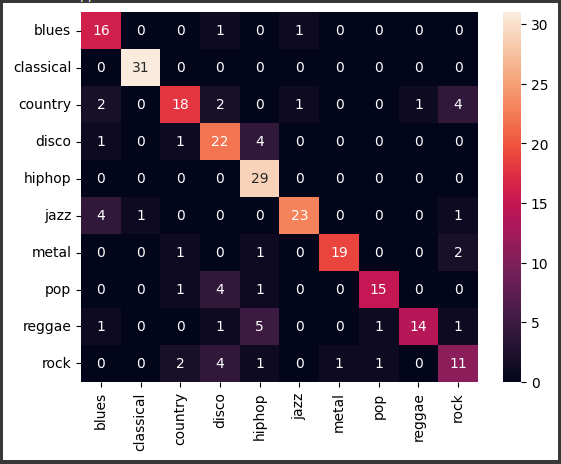 blues 16 0 0 1 0 1 0 0 0 0
classical 0 31 0 0 0 0 0 0 0 0
country 2 0 18 2 0 1 0 0 1 4
disco 1 0 1 22 4 0 0 0 0 0
hiphop 0 0 0 0 29 0 0 0 0 0
jazz 4 1 0 0 0 23 0 0 0 1
metal 0 0 1 0 1 0 19 0 0 2
pop 0 0 1 4 1 0 0 15 0 0
reggae 1 0 0 1 5 0 0 1 14 1
rock 0 0 2 4 1 0 1 1 0 11
blues classical country disco hiphop jazz metal pop reggae rock
30
25
20
15
10
5
0